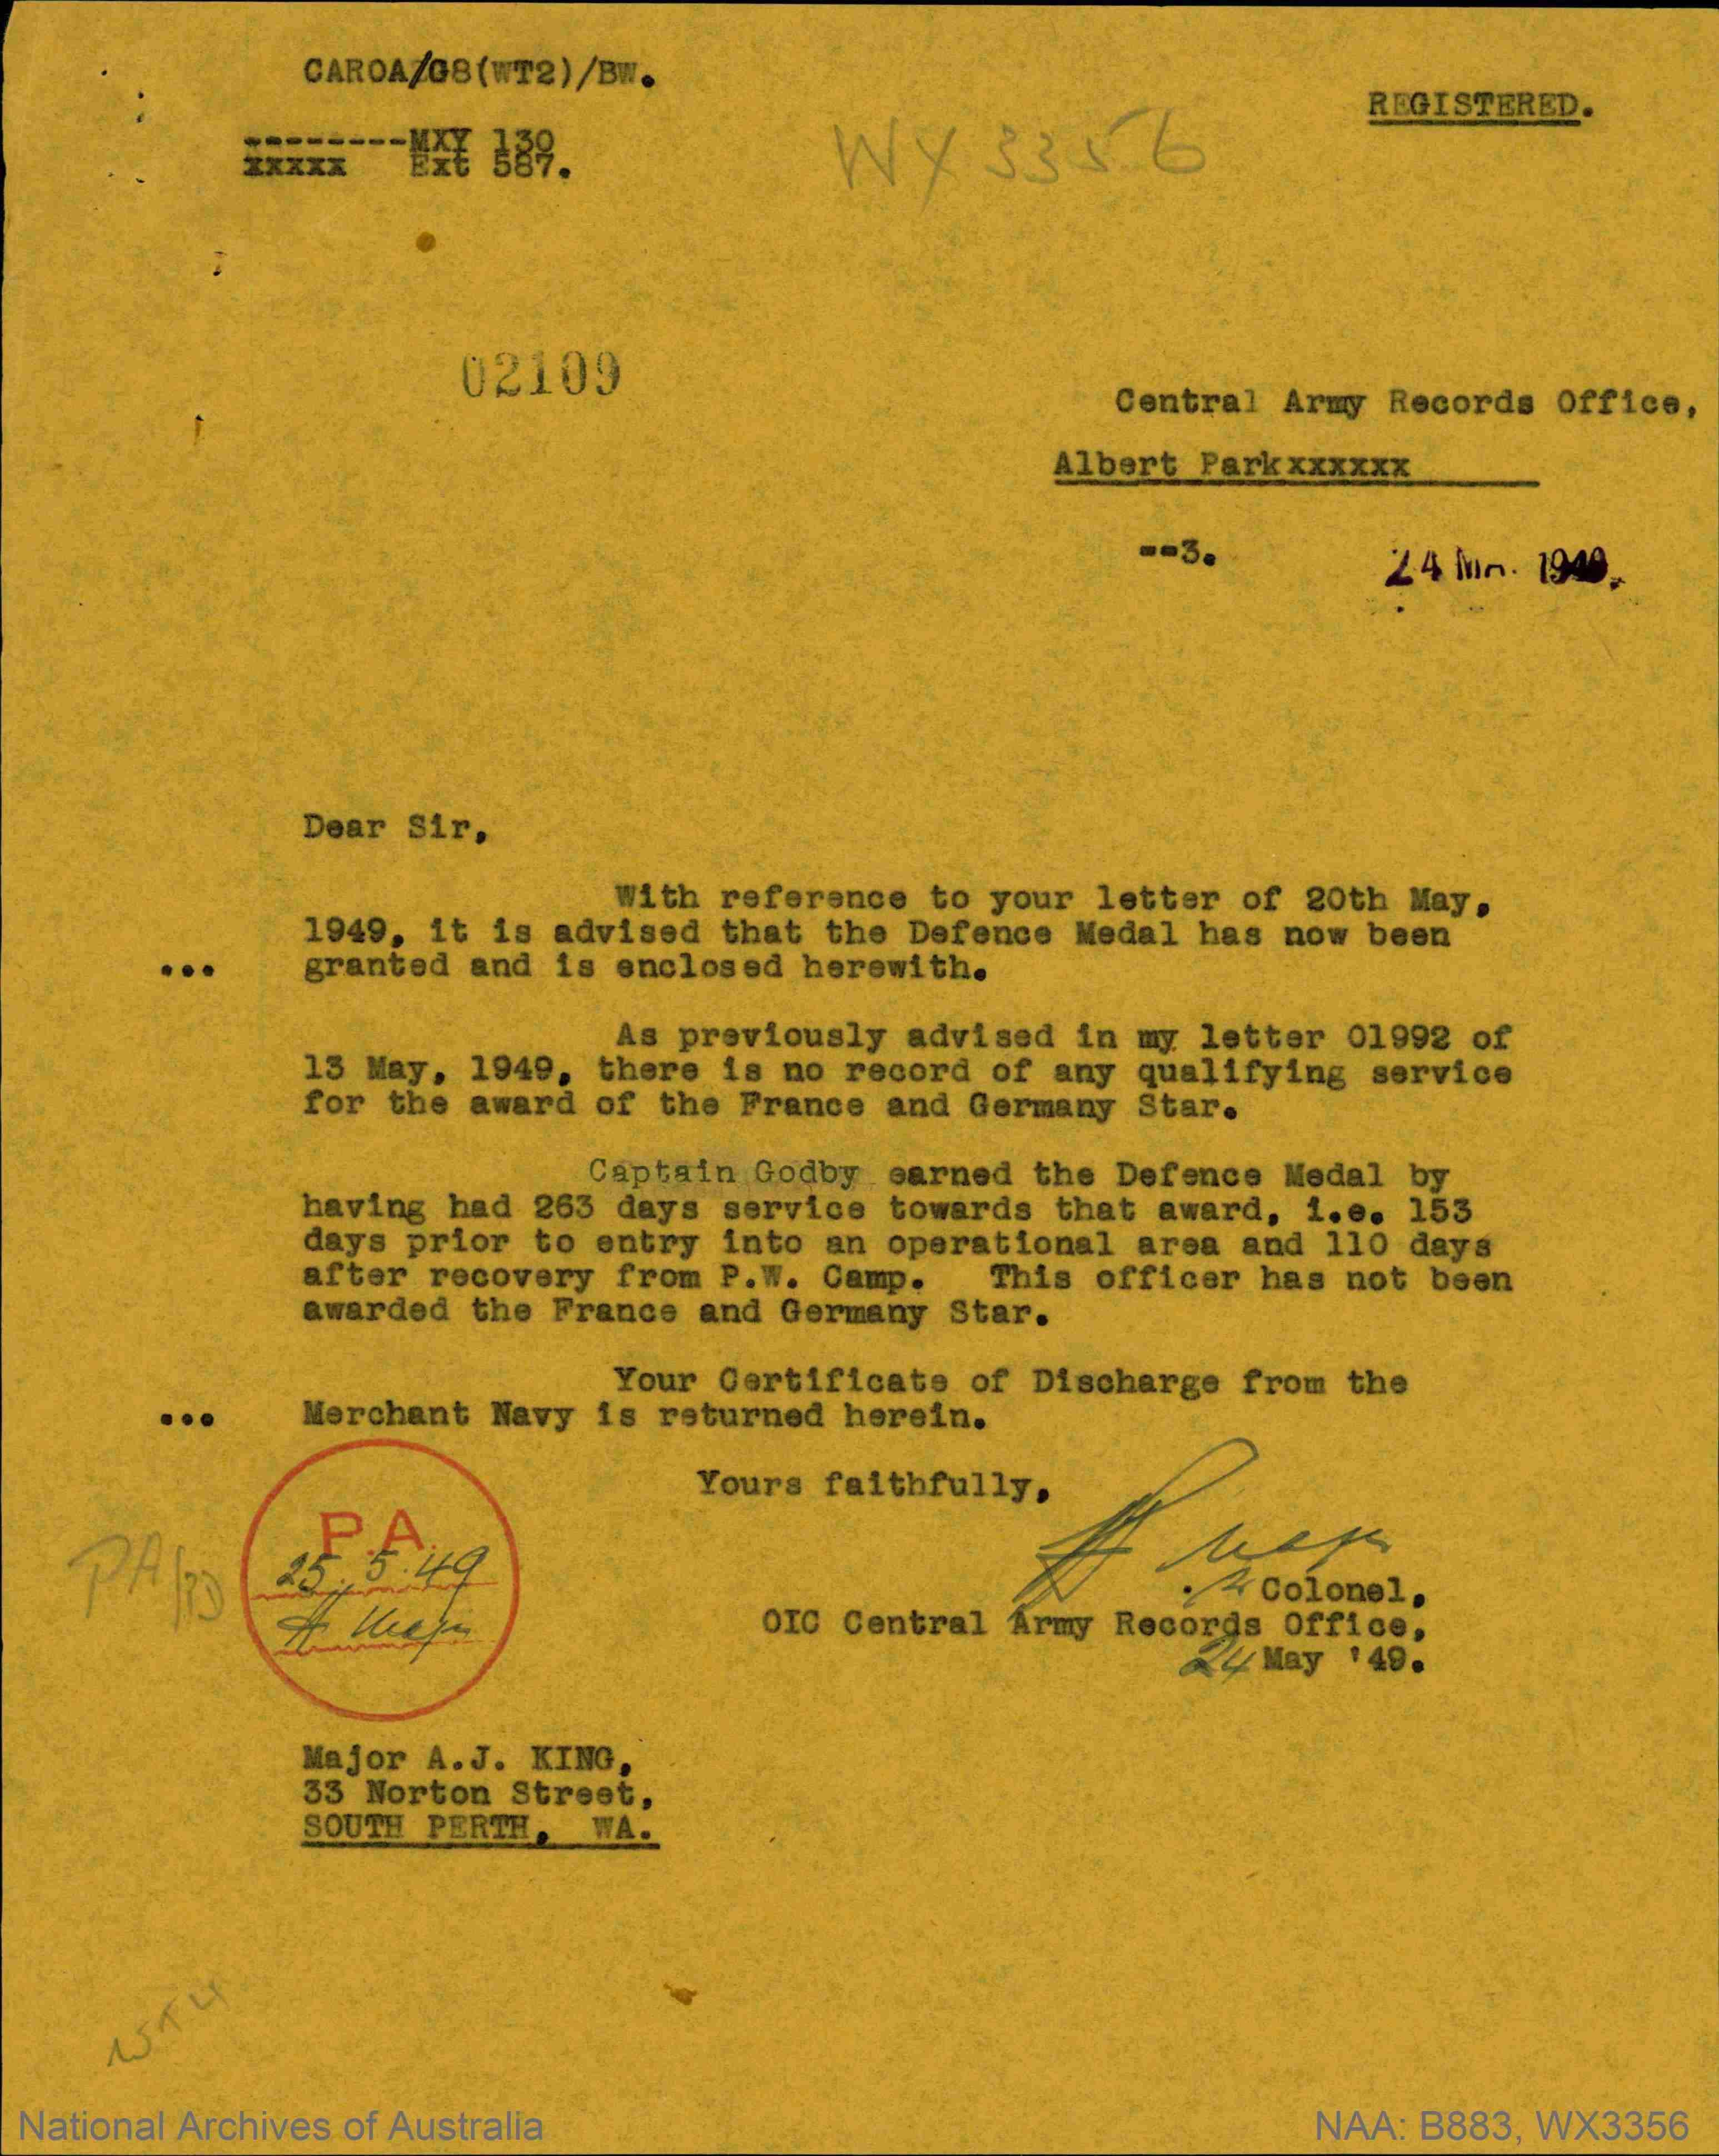 CAROA/G8(WT2)/BW.
REGISTERED.
--------MXY 130
xxxxx Ext 587.
WX 3356
02109
Central Army Records Office,
Albert Parkxxxxxx
--3.
24 1949.
Dear Sir,
With reference to your letter of 20th May,
1949, it is advised that the Defence Medal has now been
... granted and is enclosed herewith.
As previously advised in my letter 01992 of
13 May, 1949, there is no record of any qualifying service
for the award of the France and Germany Star.
Captain Godby earned the Defence Medal by
having had 263 days service towards that award, i.e. 153
days prior to entry into an operational area and 110 days
after recovery from P.W. Camp. This officer has not been
awarded the France and Germany Star.
Your Certificate of Discharge from the
... Merchant Navy is returned herein.
Yours faithfully,
P.A.
25.5.49
PA
Colonel,
OIC Central Army Records Office,
24 May '49.
Major A.J. KING,
33 Norton Street,
SOUTH PERTH, WA.
National Archives of Australia
NAA: B883, WX3356